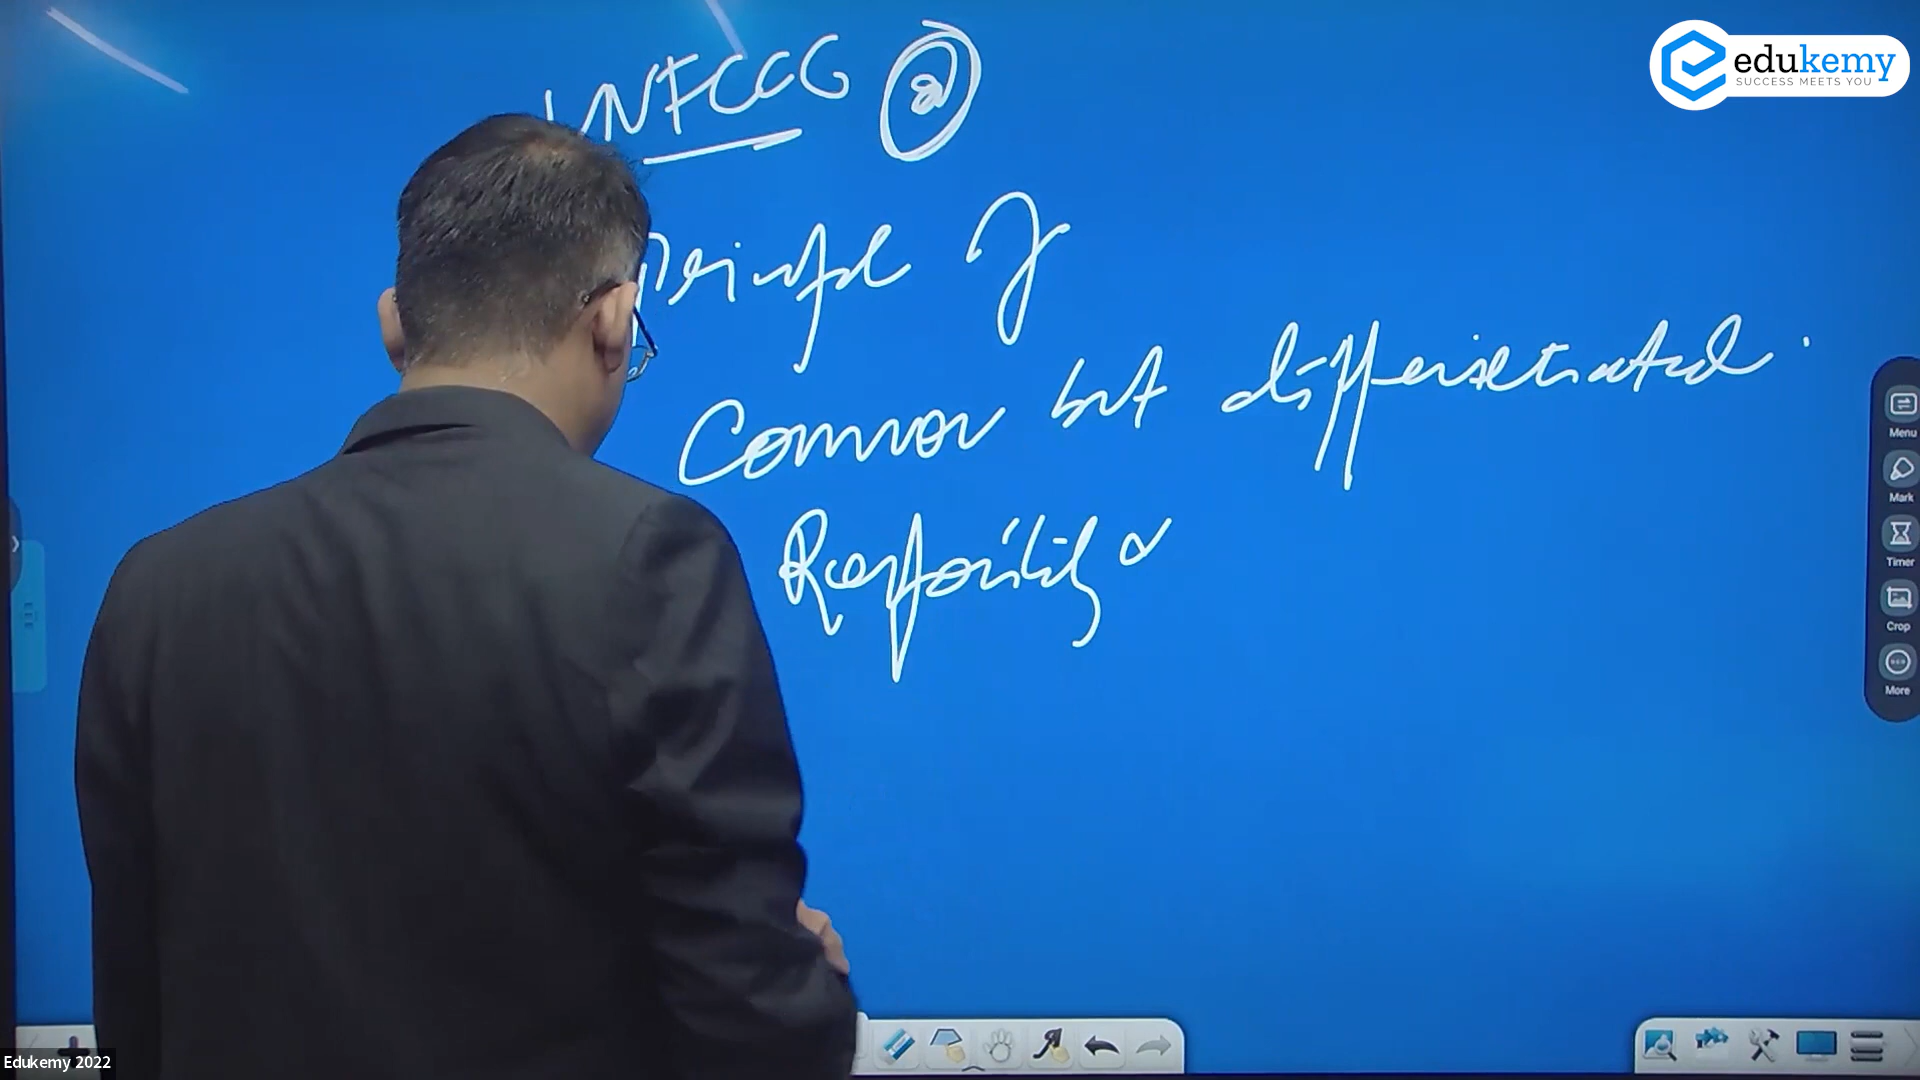 edukemy
SUCCESS MEETS YOU
UNFCCC
Principle of
Common but differentiated
Responsibility
Menu
Mark
Timer
Crop
More
Edukemy 2022